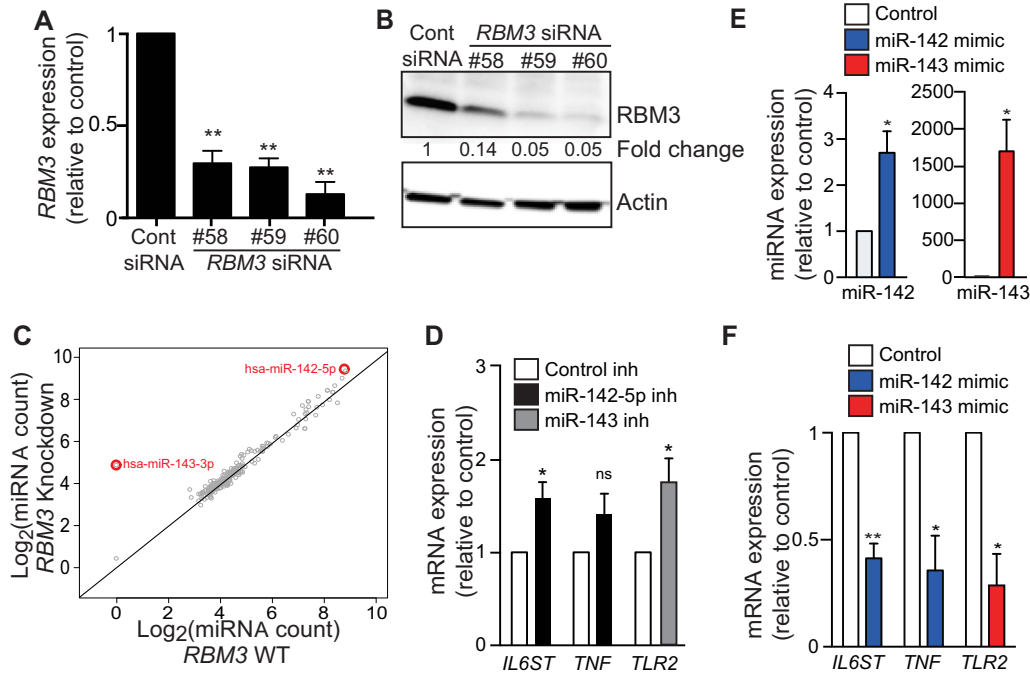 A
RBM3 expression
(relative to control)
1
0.5
0
**
**
**
Cont
siRNA
#58
#59
#60
RBM3 siRNA
B
Cont
siRNA
RBM3 siRNA
#58
#59
#60
RBM3
1
0.14
0.05
0.05
Fold change
Actin
C
Log2(miRNA count)
RBM3 Knockdown
10
8
6
4
2
0
hsa-miR-142-5p
hsa-miR-143-3p
0
2
4
6
8
10
Log2(miRNA count)
RBM3 WT
D
mRNA expression
(relative to control)
3
2
1
0
Control inh
miR-142-5p inh
miR-143 inh
*
ns
*
IL6ST
TNF
TLR2
E
Control
miR-142 mimic
miR-143 mimic
miRNA expression
(relative to control)
4
3
2
1
0
*
miR-142
2500
2000
1500
1000
500
0
*
miR-143
F
Control
miR-142 mimic
miR-143 mimic
mRNA expression
(relative to control)
1
0.5
0
**
*
*
IL6ST
TNF
TLR2